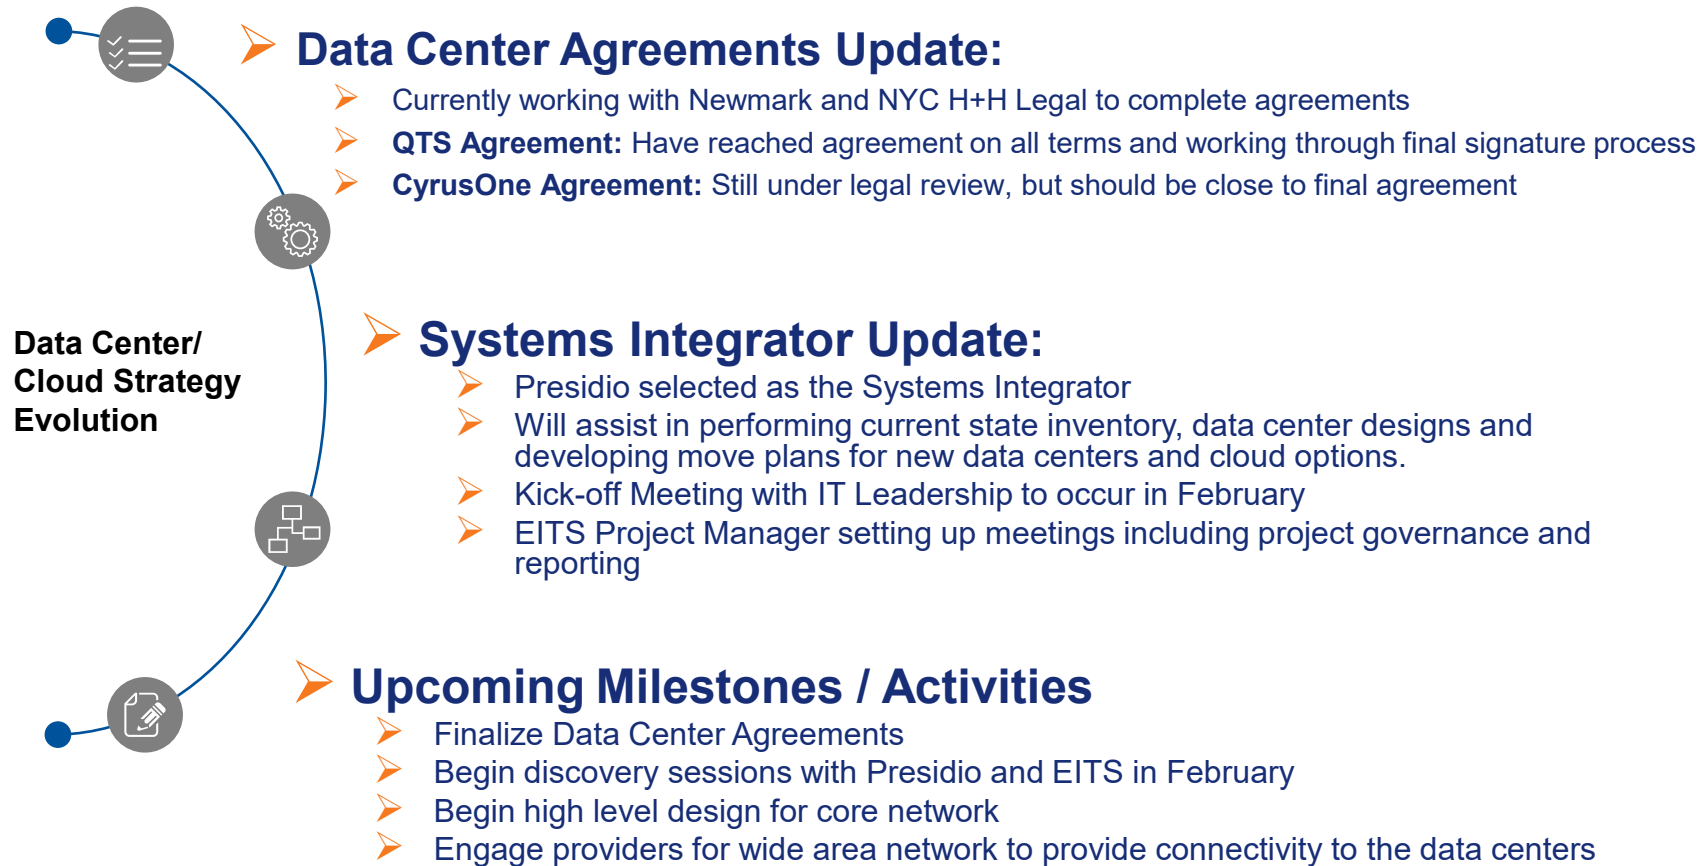 Data Center Agreements Update:
Currently working with Newmark and NYC H+H Legal to complete agreements
QTS Agreement: Have reached agreement on all terms and working through final signature process
CyrusOne Agreement: Still under legal review, but should be close to final agreement
Data Center/
Cloud Strategy
Evolution
Systems Integrator Update:
Presidio selected as the Systems Integrator
Will assist in performing current state inventory, data center designs and
developing move plans for new data centers and cloud options.
Kick-off Meeting with IT Leadership to occur in February
EITS Project Manager setting up meetings including project governance and
reporting
Upcoming Milestones / Activities
Finalize Data Center Agreements
Begin discovery sessions with Presidio and EITS in February
Begin high level design for core network
Engage providers for wide area network to provide connectivity to the data centers